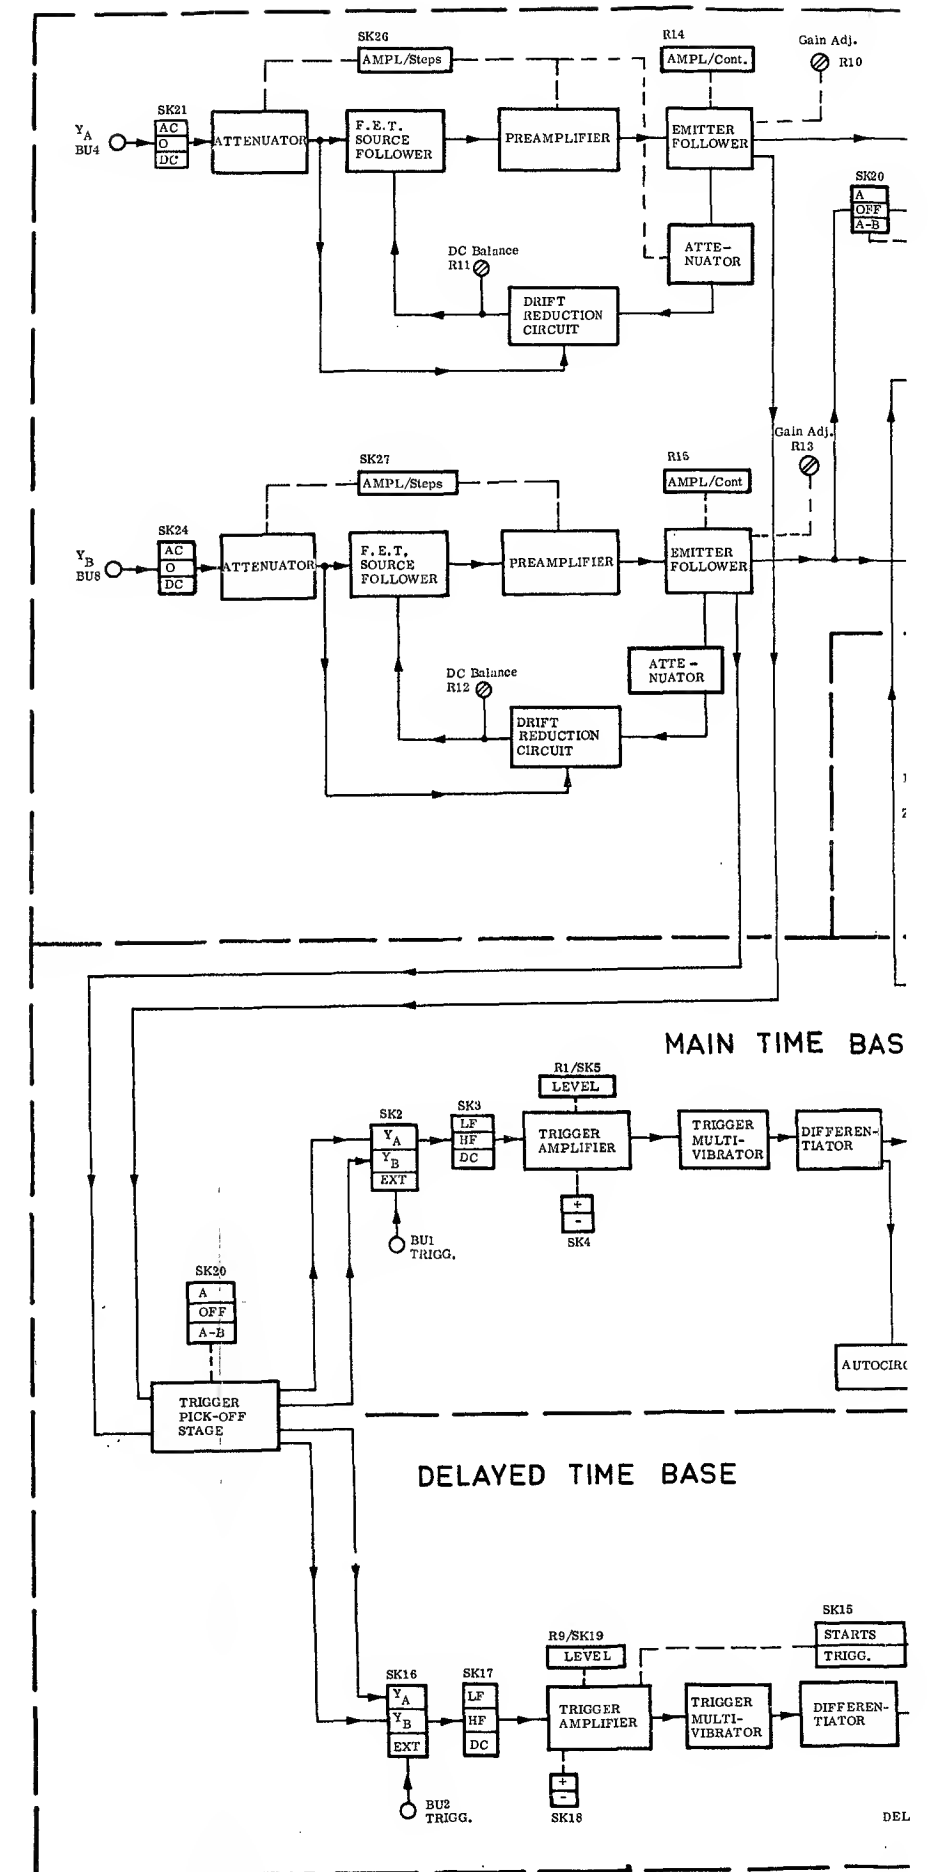 SK26
AMPL/Steps
R14
AMPL/Cont.
Gain Adj.
R10
SK21
AC
O
DC
YA
BU4
ATTENUATOR
F.E.T.
SOURCE
FOLLOWER
PREAMPLIFIER
EMITTER
FOLLOWER
SK20
A
OFF
A-B
ATTE-
NUATOR
DC Balance
R11
DRIFT
REDUCTION
CIRCUIT
Gain Adj.
R13
SK27
AMPL/Steps
R15
AMPL/Cont
SK24
AC
O
DC
YB
BU8
ATTENUATOR
F.E.T.
SOURCE
FOLLOWER
PREAMPLIFIER
EMITTER
FOLLOWER
ATTE-
NUATOR
DC Balance
R12
DRIFT
REDUCTION
CIRCUIT
MAIN TIME BAS
R1/SK5
LEVEL
SK2
YA
YB
EXT
SK3
LF
HF
DC
TRIGGER
AMPLIFIER
TRIGGER
MULTI-
VIBRATOR
DIFFEREN-
TIATOR
BU1
TRIGG.
+
-
SK4
SK20
A
OFF
A-B
AUTOCIRC
TRIGGER
PICK-OFF
STAGE
DELAYED TIME BASE
SK15
STARTS
TRIGG.
R9/SK19
LEVEL
SK16
YA
YB
EXT
SK17
LF
HF
DC
TRIGGER
AMPLIFIER
TRIGGER
MULTI-
VIBRATOR
DIFFEREN-
TIATOR
BU2
TRIGG.
+
-
SK18
DEL